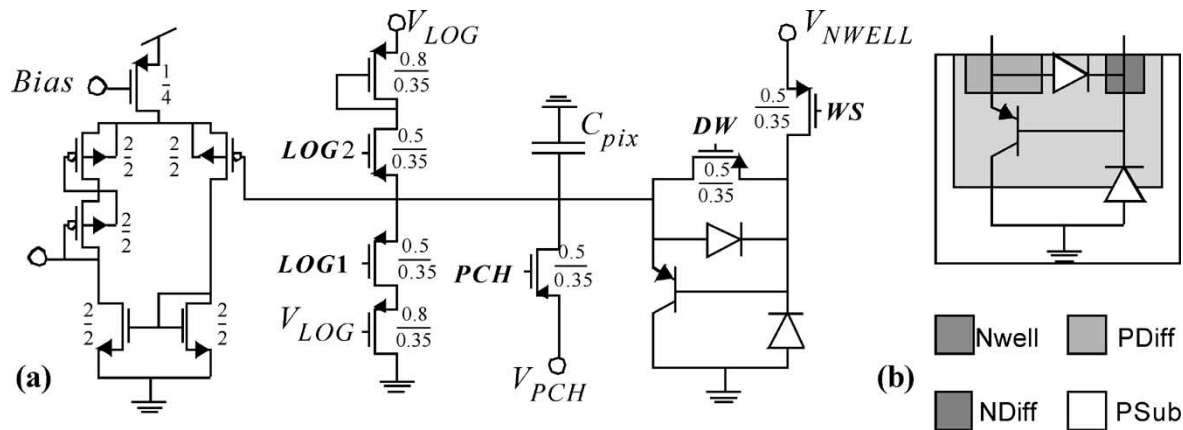 V_LOG
V_NWELL
Bias
1/4
0.8/0.35
0.5/0.35
WS
DW
C_pix
2/2
2/2
LOG2
0.5/0.35
0.5/0.35
2/2
LOG1
0.5/0.35
PCH
0.5/0.35
2/2
2/2
V_LOG
0.8/0.35
V_PCH
(a)
(b)
Nwell
PDiff
NDiff
PSub